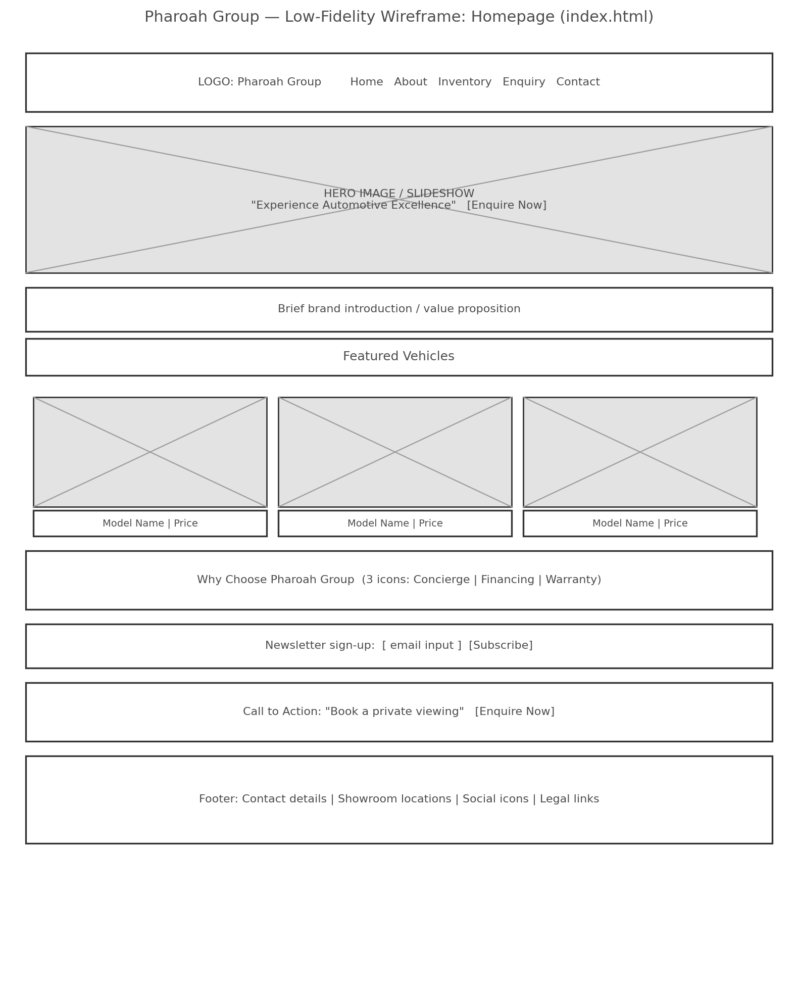 Pharoah Group — Low-Fidelity Wireframe: Homepage (index.html)
LOGO: Pharoah Group Home About Inventory Enquiry Contact
HERO IMAGE / SLIDESHOW
"Experience Automotive Excellence" [Enquire Now]
Brief brand introduction / value proposition
Featured Vehicles
Model Name | Price
Model Name | Price
Model Name | Price
Why Choose Pharoah Group (3 icons: Concierge | Financing | Warranty)
Newsletter sign-up: [ email input ] [Subscribe]
Call to Action: "Book a private viewing" [Enquire Now]
Footer: Contact details | Showroom locations | Social icons | Legal links